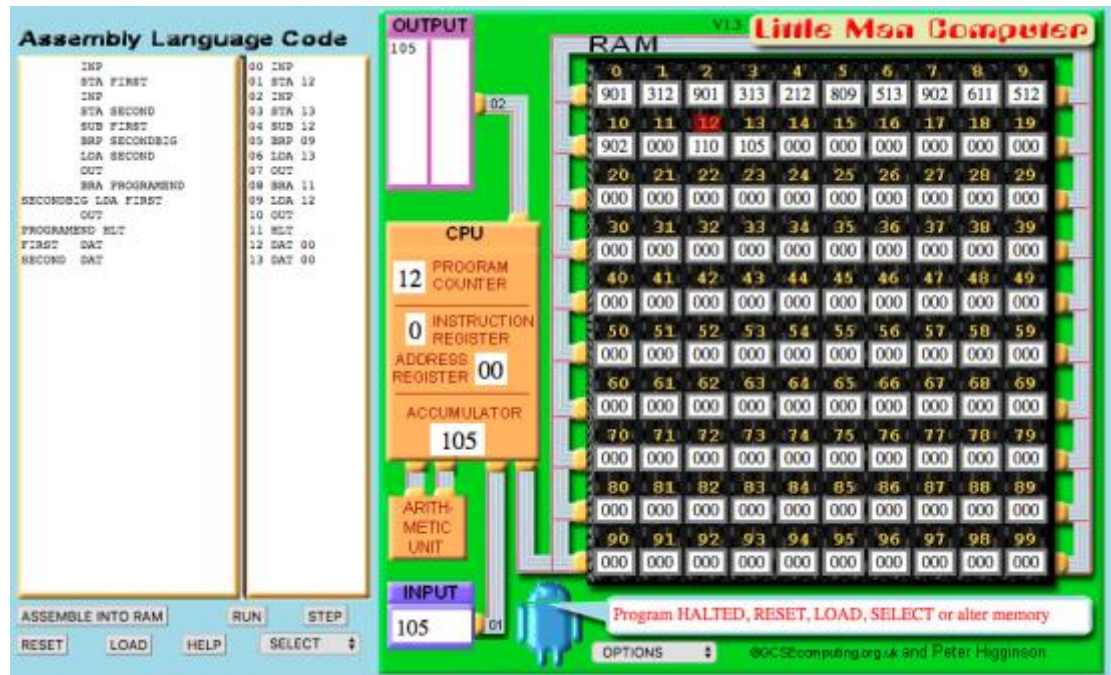 Assembly Language Code
INP
STA FIRST
INP
STA SECOND
SUB FIRST
BRP SECONDBIG
LDA SECOND
OUT
BRA PROGRAMEND
SECONDBIG LDA FIRST
OUT
PROGRAMEND HLT
FIRST DAT
SECOND DAT
00 INP
01 STA 12
02 INP
03 STA 13
04 SUB 12
05 BRP 09
06 LDA 13
07 OUT
08 BRA 11
09 LDA 12
10 OUT
11 HLT
12 DAT 00
13 DAT 00
ASSEMBLE INTO RAM RUN STEP
RESET LOAD HELP SELECT
OUTPUT
105
02
CPU
12 PROGRAM
COUNTER
0 INSTRUCTION
REGISTER
ADDRESS
REGISTER 00
ACCUMULATOR
105
ARITH-
METIC
UNIT
INPUT
105
01
V1.3 Little Man Computer
RAM
0 1 2 3 4 5 6 7 8 9
901 312 901 313 212 809 513 902 611 512
10 11 12 13 14 15 16 17 18 19
902 000 110 105 000 000 000 000 000 000
20 21 22 23 24 25 26 27 28 29
000 000 000 000 000 000 000 000 000 000
30 31 32 33 34 35 36 37 38 39
000 000 000 000 000 000 000 000 000 000
40 41 42 43 44 45 46 47 48 49
000 000 000 000 000 000 000 000 000 000
50 51 52 53 54 55 56 57 58 59
000 000 000 000 000 000 000 000 000 000
60 61 62 63 64 65 66 67 68 69
000 000 000 000 000 000 000 000 000 000
70 71 72 73 74 75 76 77 78 79
000 000 000 000 000 000 000 000 000 000
80 81 82 83 84 85 86 87 88 89
000 000 000 000 000 000 000 000 000 000
90 91 92 93 94 95 96 97 98 99
000 000 000 000 000 000 000 000 000 000
Program HALTED, RESET, LOAD, SELECT or alter memory
OPTIONS
©GCSEcomputing.org.uk and Peter Higginson